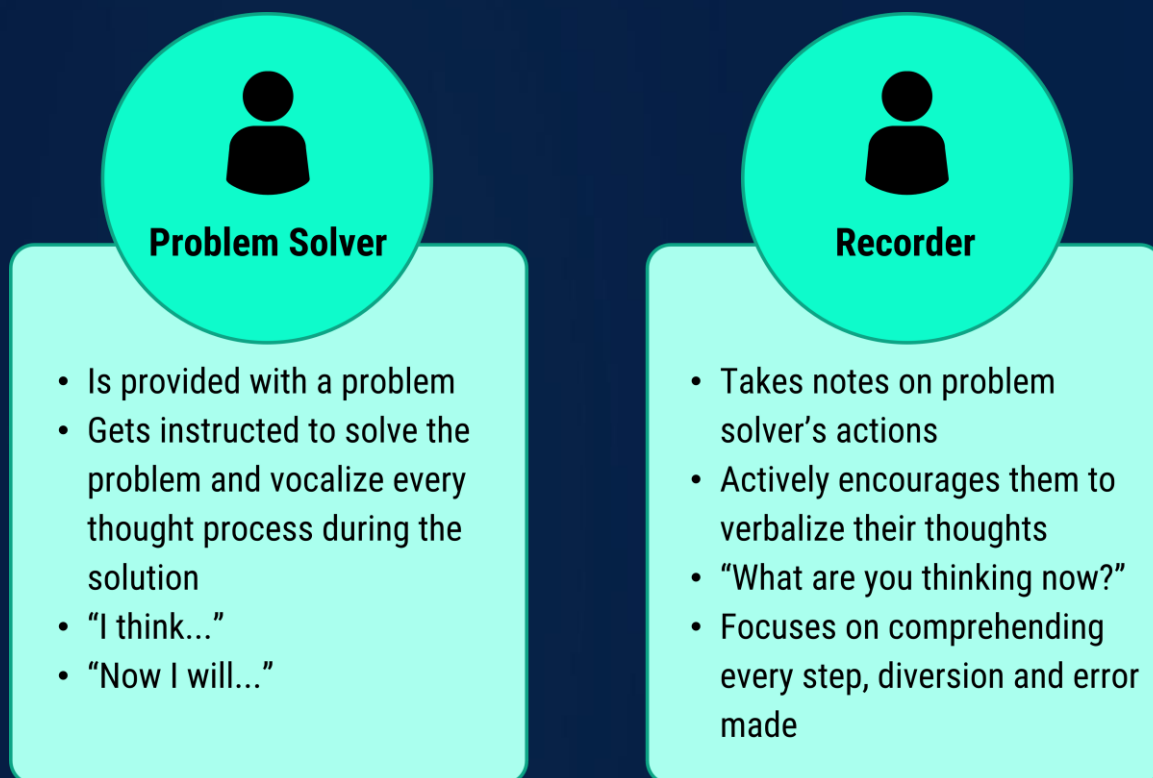 Problem Solver
• Is provided with a problem
• Gets instructed to solve the
problem and vocalize every
thought process during the
solution
• “I think...”
• “Now I will...”
Recorder
• Takes notes on problem
solver’s actions
• Actively encourages them to
verbalize their thoughts
• “What are you thinking now?”
• Focuses on comprehending
every step, diversion and error
made